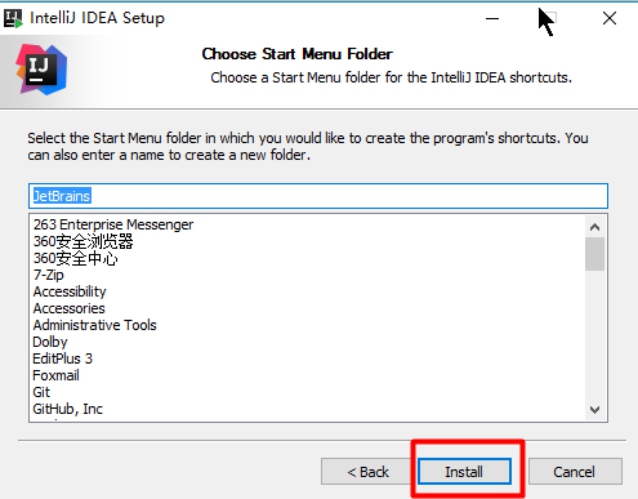 IntelliJ IDEA Setup
IJ
Choose Start Menu Folder
Choose a Start Menu folder for the IntelliJ IDEA shortcuts.
Select the Start Menu folder in which you would like to create the program's shortcuts. You
can also enter a name to create a new folder.
JetBrains
263 Enterprise Messenger
360安全浏览器
360安全中心
7-Zip
Accessibility
Accessories
Administrative Tools
Dolby
EditPlus 3
Foxmail
Git
GitHub, Inc
< Back
Install
Cancel